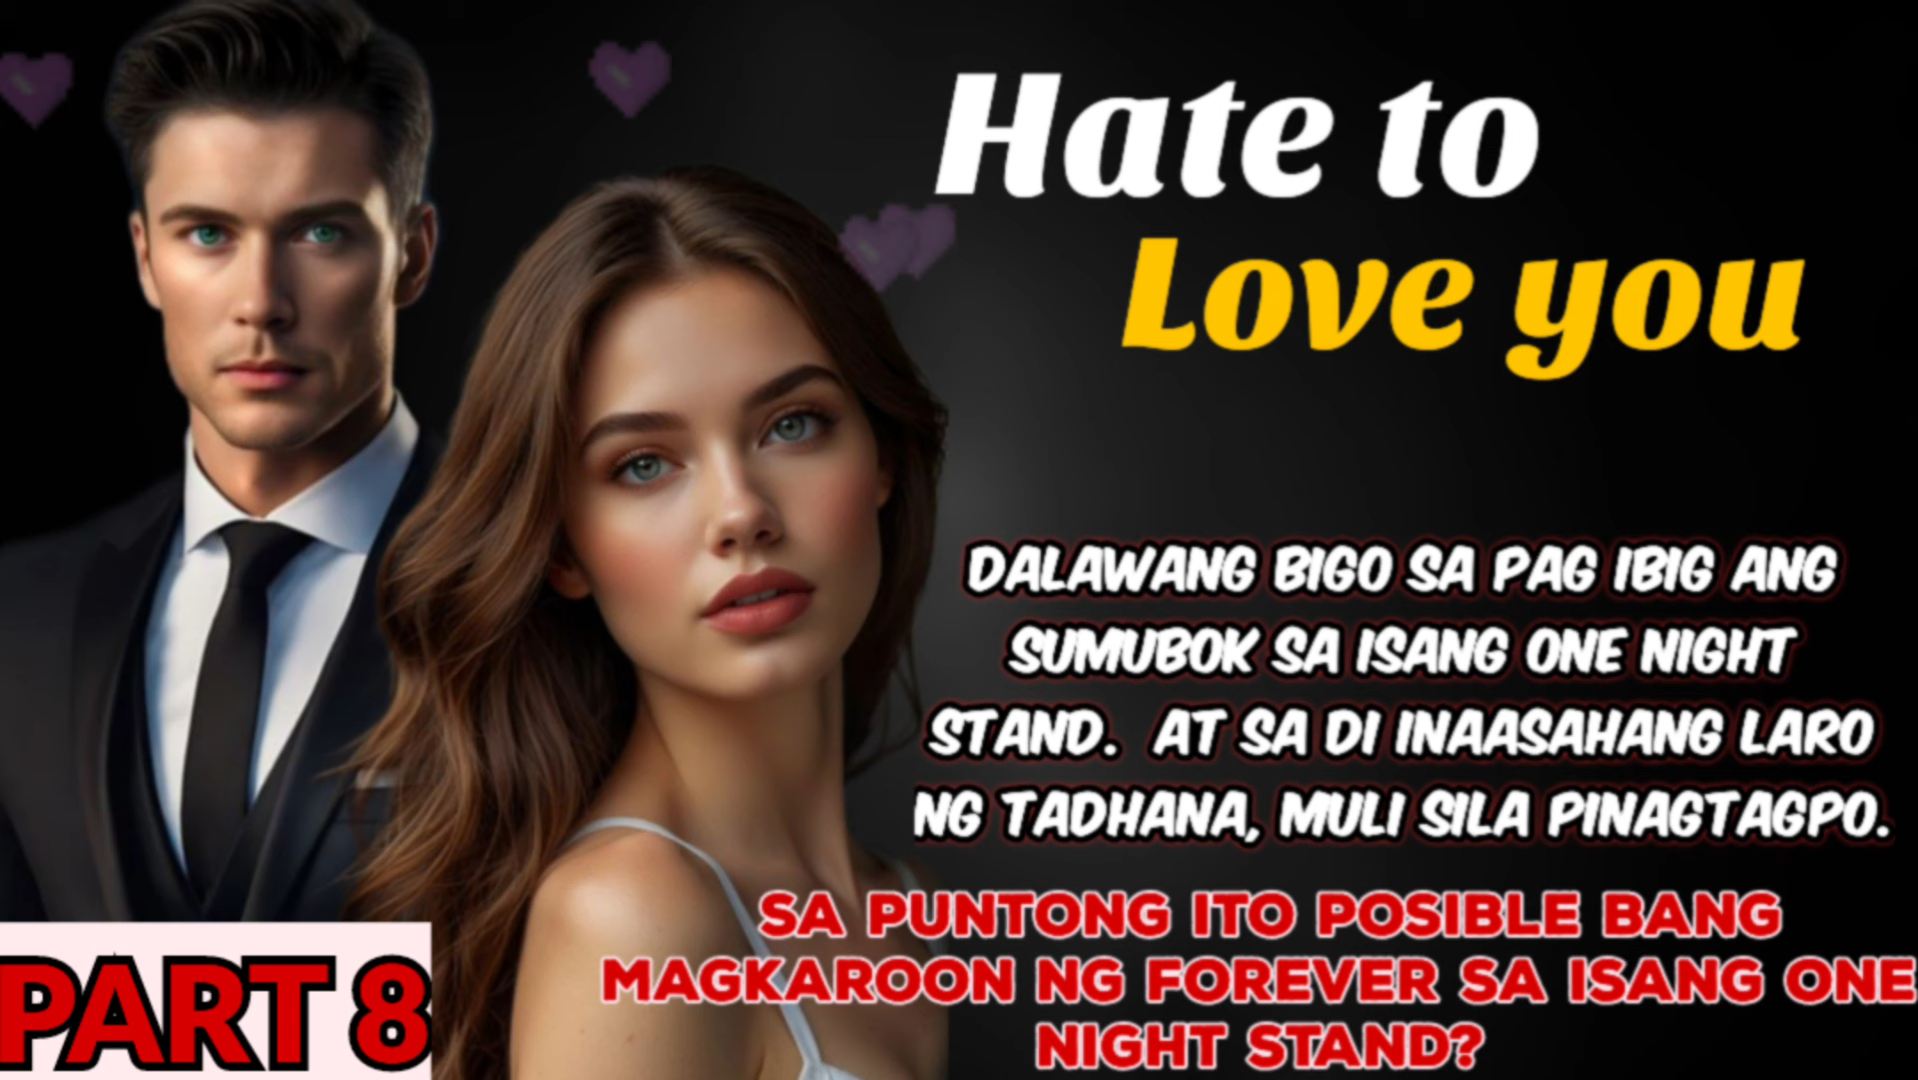 Hate to
Love you
DALAWANG BIGO SA PAG IBIG ANG
SUMUBOK SA ISANG ONE NIGHT
STAND. AT SA DI INAASAHANG LARO
NG TADHANA, MULI SILA PINAGTAGPO.
SA PUNTONG ITO POSIBLE BANG
MAGKAROON NG FOREVER SA ISANG ONE
NIGHT STAND?
PART 8